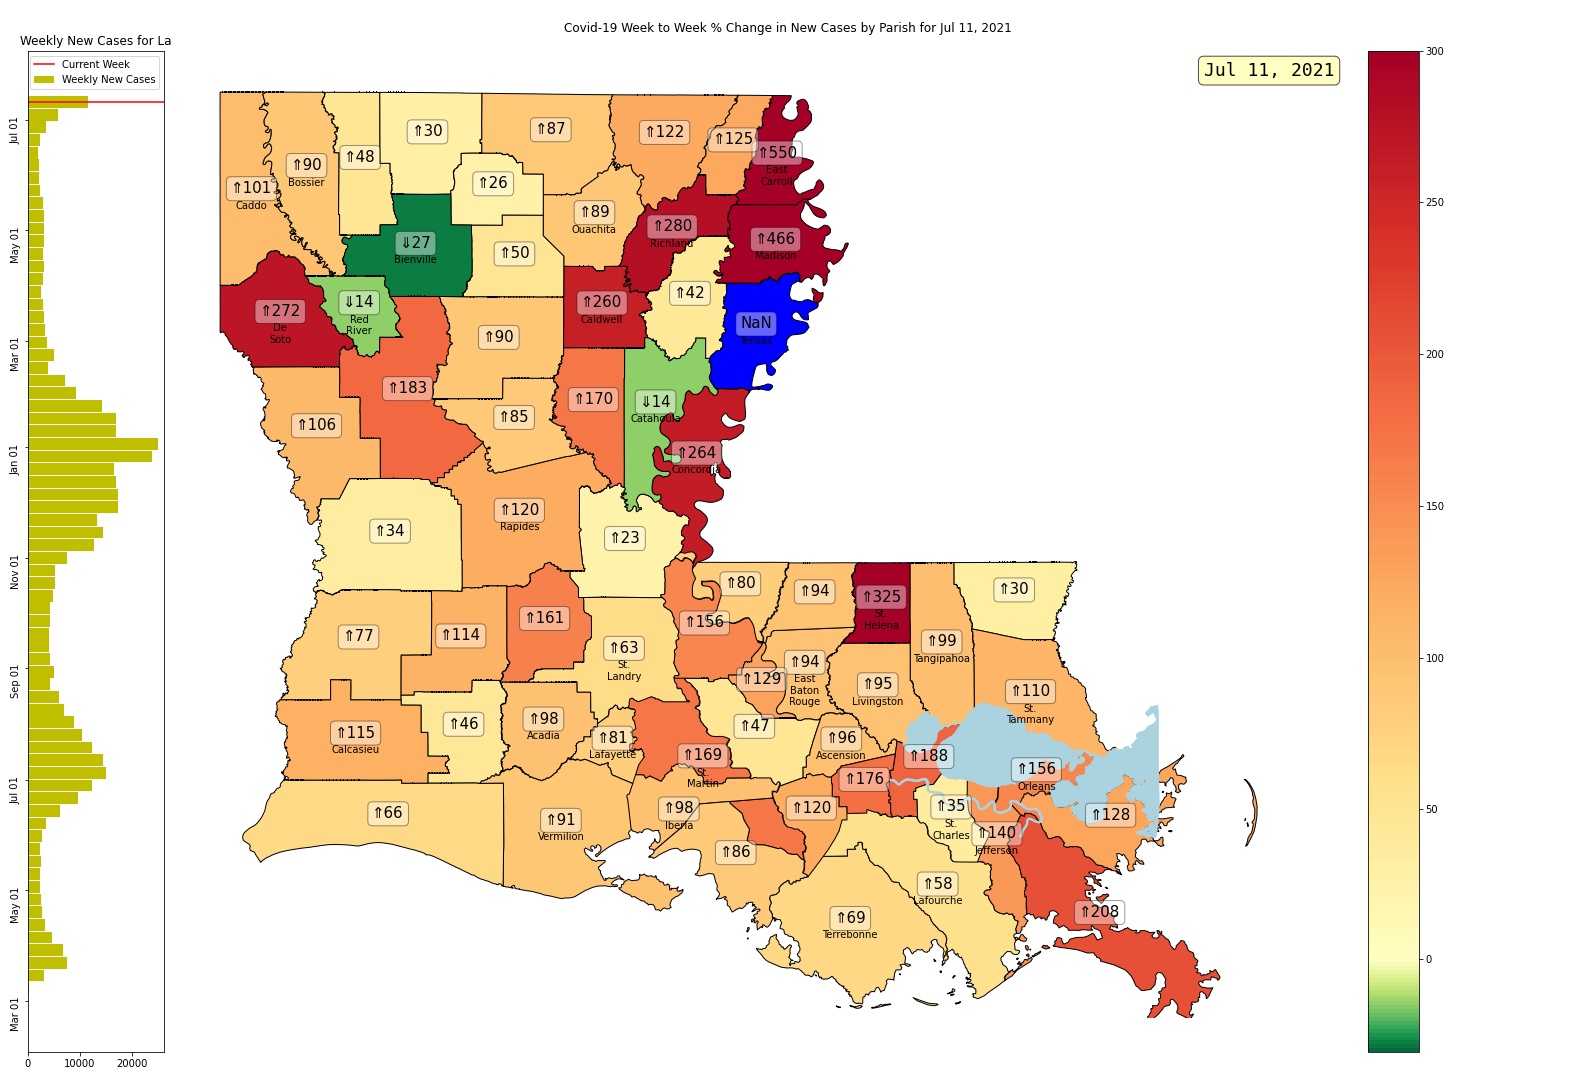 Covid-19 Week to Week % Change in New Cases by Parish for Jul 11, 2021
Weekly New Cases for La
Current Week
Weekly New Cases
Jul 01
May 01
Mar 01
Jan 01
Nov 01
Sep 01
Jul 01
May 01
Mar 01
0
10000
20000
Jul 11, 2021
⇑101
Caddo
⇑90
Bossier
⇑48
⇑30
⇑87
⇑122
⇑125
⇑550
East
Carroll
⇑26
⇑89
Ouachita
⇑280
Richland
⇑466
Madison
⇓27
Bienville
⇑50
⇑272
De
Soto
⇓14
Red
River
⇑260
Caldwell
⇑42
NaN
Tensas
⇑90
⇑183
⇑170
⇓14
Catahoula
⇑106
⇑85
⇑264
Concordia
⇑34
⇑120
Rapides
⇑23
⇑80
⇑94
⇑325
St.
Helena
⇑30
⇑77
⇑114
⇑161
⇑63
St.
Landry
⇑156
⇑99
Tangipahoa
⇑129
⇑94
East
Baton
Rouge
⇑95
Livingston
⇑110
St.
Tammany
⇑115
Calcasieu
⇑46
⇑98
Acadia
⇑81
Lafayette
⇑47
⇑96
Ascension
⇑169
St.
Martin
⇑188
⇑176
⇑156
Orleans
⇑66
⇑91
Vermilion
⇑98
Iberia
⇑120
⇑35
St.
Charles
⇑128
⇑140
Jefferson
⇑86
⇑58
Lafourche
⇑69
Terrebonne
⇑208
300
250
200
150
100
50
0